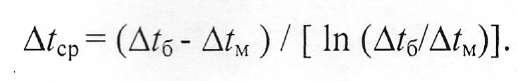 Δtср = (Δtб - Δtм ) / [ ln (Δtб/Δtм)].